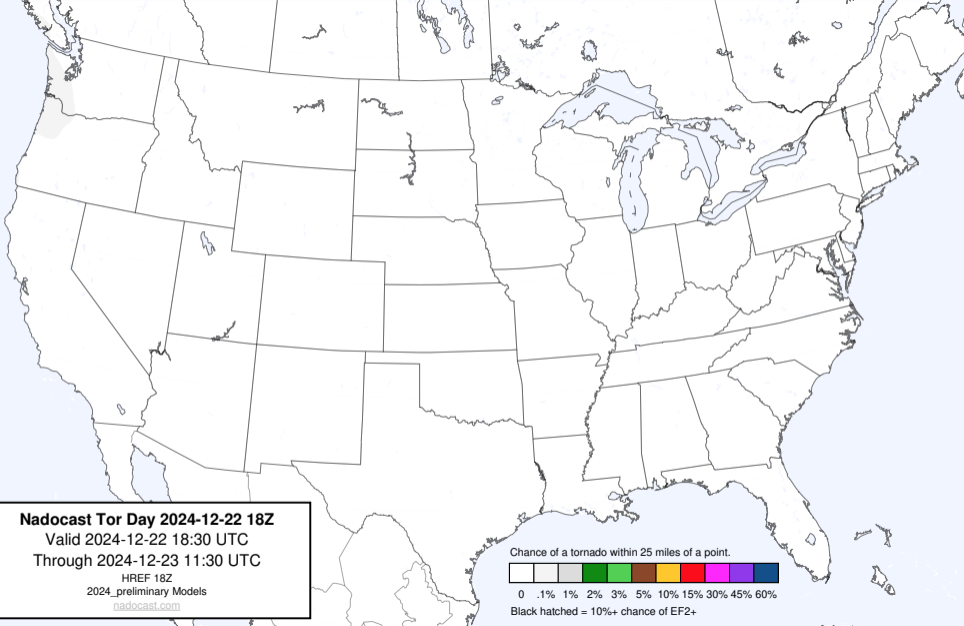 Nadocast Tor Day 2024-12-22 18Z
Valid 2024-12-22 18:30 UTC
Through 2024-12-23 11:30 UTC
HREF 18Z
2024_preliminary Models
nadocast.com
Chance of a tornado within 25 miles of a point.
0 .1% 1% 2% 3% 5% 10% 15% 30% 45% 60%
Black hatched = 10%+ chance of EF2+